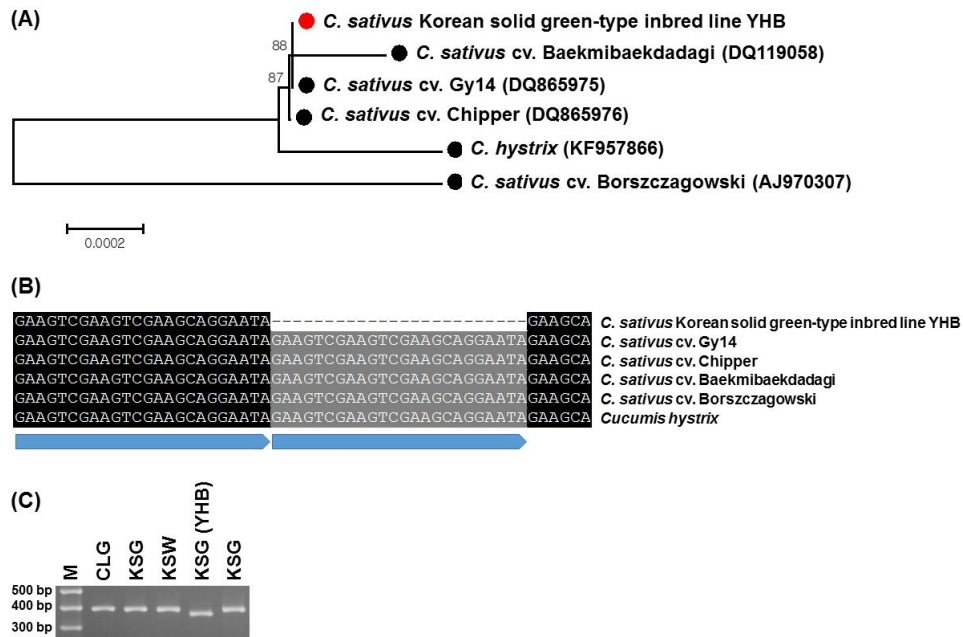 (A)
C. sativus Korean solid green-type inbred line YHB
88
C. sativus cv. Baekmibaekdadagi (DQ119058)
87
C. sativus cv. Gy14 (DQ865975)
C. sativus cv. Chipper (DQ865976)
C. hystrix (KF957866)
C. sativus cv. Borszczagowski (AJ970307)
0.0002
(B)
GAAGTCGAAGTCGAAGCAGGAATA------------------------GAAGCA C. sativus Korean solid green-type inbred line YHB
GAAGTCGAAGTCGAAGCAGGAATAGAAGTCGAAGTCGAAGCAGGAATAGAAGCA C. sativus cv. Gy14
GAAGTCGAAGTCGAAGCAGGAATAGAAGTCGAAGTCGAAGCAGGAATAGAAGCA C. sativus cv. Chipper
GAAGTCGAAGTCGAAGCAGGAATAGAAGTCGAAGTCGAAGCAGGAATAGAAGCA C. sativus cv. Baekmibaekdadagi
GAAGTCGAAGTCGAAGCAGGAATAGAAGTCGAAGTCGAAGCAGGAATAGAAGCA C. sativus cv. Borszczagowski
GAAGTCGAAGTCGAAGCAGGAATAGAAGTCGAAGTCGAAGCAGGAATAGAAGCA Cucumis hystrix
(C)
M CLG KSG KSW KSG (YHB) KSG
500 bp
400 bp
300 bp